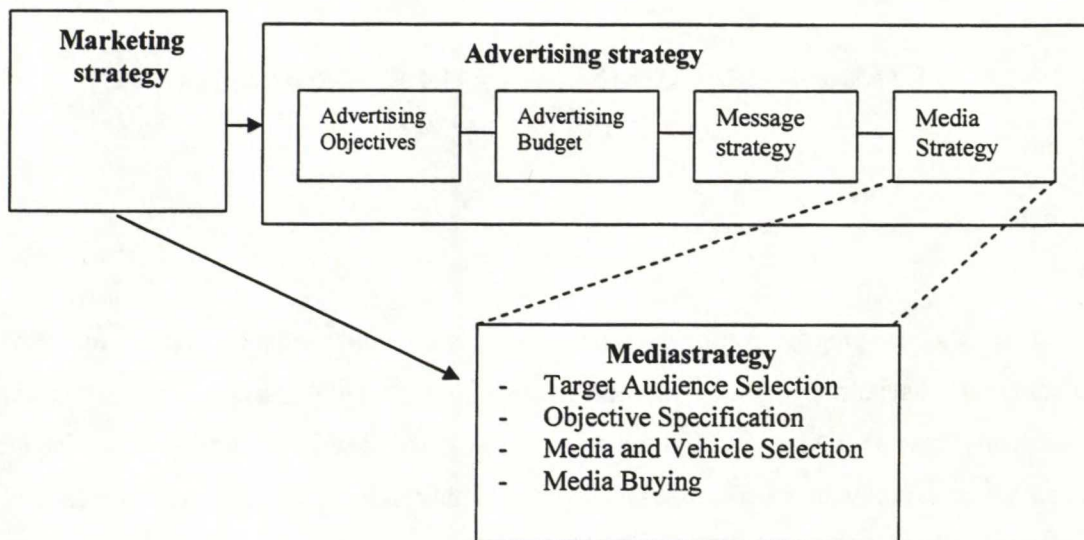 Marketing
strategy
Advertising strategy
Advertising
Objectives
Advertising
Budget
Message
strategy
Media
Strategy
Mediastrategy
- Target Audience Selection
- Objective Specification
- Media and Vehicle Selection
- Media Buying